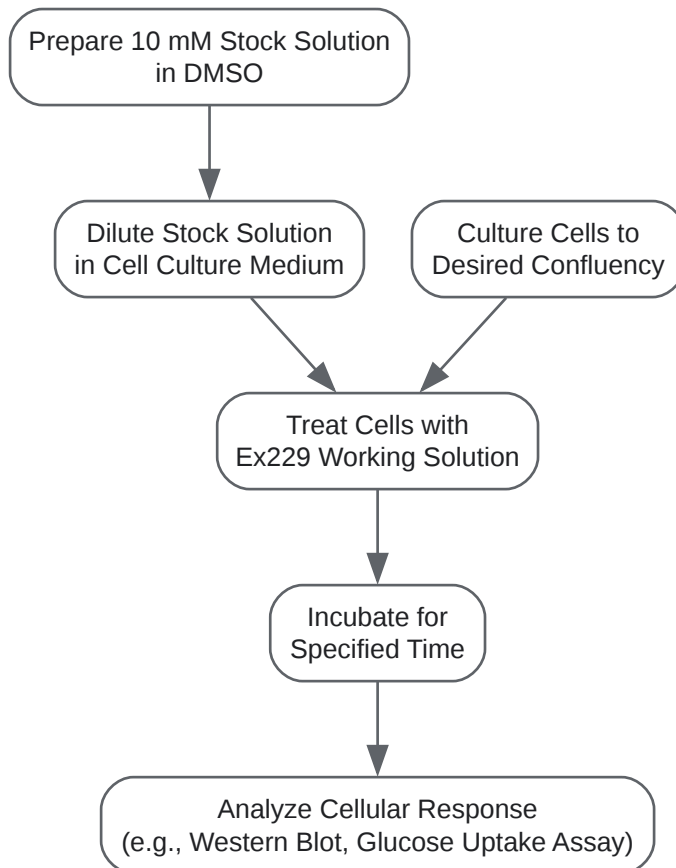 Prepare 10 mM Stock Solution
in DMSO
Dilute Stock Solution
in Cell Culture Medium
Culture Cells to
Desired Confluency
Treat Cells with
Ex229 Working Solution
Incubate for
Specified Time
Analyze Cellular Response
(e.g., Western Blot, Glucose Uptake Assay)